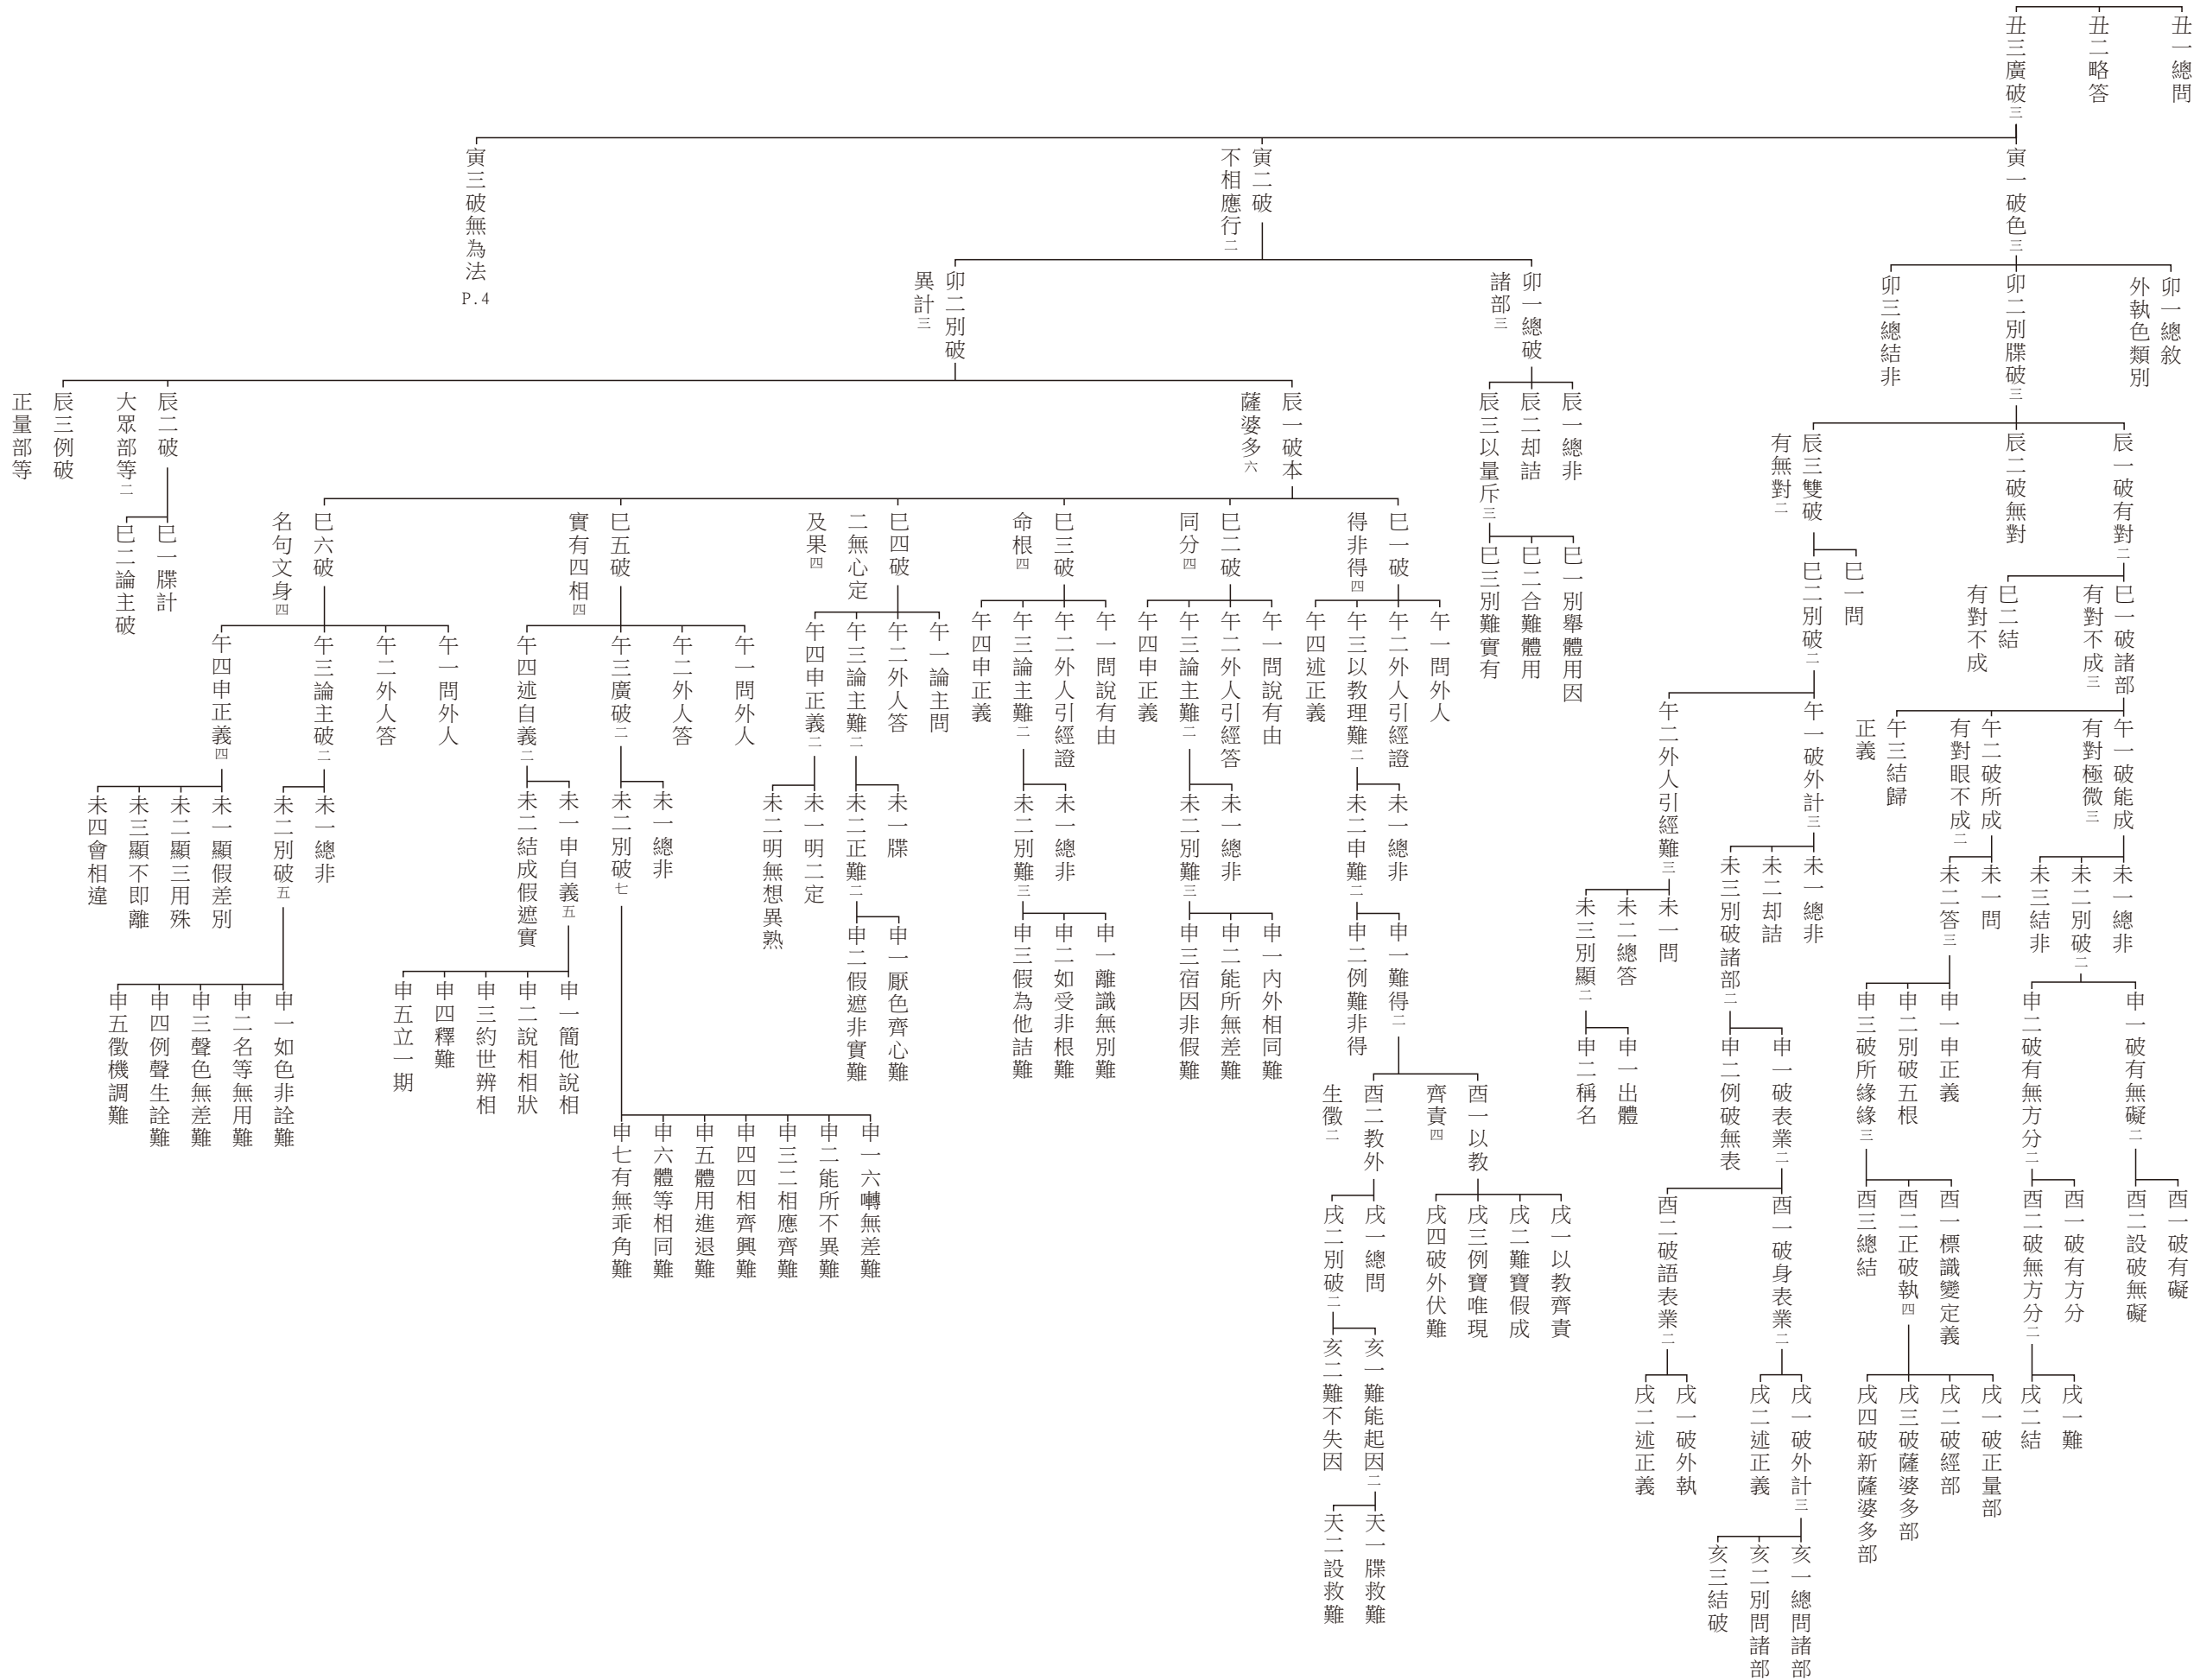 丑一總問
丑二略答
丑三廣破三
寅一破色三
寅二破
不相應行二
寅三破無為法
P.4
卯一總敘
外執色類別
卯二別牒破三
卯三總結非
卯一總破
諸部三
卯二別破
異計三
辰一破有對二
辰二破無對
辰三雙破
有無對二
辰一總非
辰二却詰
辰三以量斥三
辰一破本
薩婆多六
辰二破
大眾部等二
辰三例破
正量部等
巳一破諸部
有對不成三
巳二結
有對不成
巳一問
巳二別破二
巳一別舉體用因
巳二合難體用
巳三別難實有
巳一破
得非得四
巳二破
同分四
巳三破
命根四
巳四破
二無心定
及果四
巳五破
實有四相四
巳六破
名句文身四
巳一牒計
巳二論主破
午一破能成
有對極微三
午二破所成
有對眼不成二
午三結歸
正義
午一破外計三
午二外人引經難三
午一問外人
午二外人引經證
午三以教理難二
午四述正義
午一問說有由
午二外人引經答
午三論主難二
午四申正義
午一問說有由
午二外人引經證
午三論主難二
午四申正義
午一論主問
午二外人答
午三論主難二
午四申正義二
午一問外人
午二外人答
午三廣破二
午四述自義二
午一問外人
午二外人答
午三論主破二
午四申正義四
未一總非
未二別破二
未三結非
未一問
未二答三
未一總非
未二却詰
未三別破諸部二
未一問
未二總答
未三別顯二
未一總非
未二申難二
未一總非
未二別難三
未一總非
未二別難三
未一牒
未二正難二
未一明二定
未二明無想異熟
未一總非
未二別破七
未一申自義五
未二結成假遮實
未一總非
未二別破五
未一顯假差別
未二顯三用殊
未三顯不即離
未四會相違
申一破有無礙二
申二破有無方分二
申一申正義
申二別破五根
申三破所緣緣三
申一破表業二
申二例破無表
申一出體
申二稱名
申一難得二
申二例難非得
申一內外相同難
申二能所無差難
申三宿因非假難
申一離識無別難
申二如受非根難
申三假為他詰難
申一厭色齊心難
申二假遮非實難
申一六囀無差難
申二能所不異難
申三二相應齊難
申四四相齊興難
申五體用進退難
申六體等相同難
申七有無乖角難
申一簡他說相
申二說相相狀
申三約世辨相
申四釋難
申五立一期
申一如色非詮難
申二名等無用難
申三聲色無差難
申四例聲生詮難
申五徵機調難
酉一破有礙
酉二設破無礙
酉一破有方分
酉二破無方分二
酉一標識變定義
酉二正破執四
酉三總結
酉一破身表業二
酉二破語表業二
酉一以教
齊責四
酉二教外
生徵二
戌一難
戌二結
戌一破正量部
戌二破經部
戌三破薩婆多部
戌四破新薩婆多部
戌一破外計三
戌二述正義
戌一破外執
戌二述正義
戌一以教齊責
戌二難寶假成
戌三例寶唯現
戌四破外伏難
戌一總問
戌二別破二
亥一總問諸部
亥二別問諸部
亥三結破
亥一難能起因二
亥二難不失因
天一牒救難
天二設救難